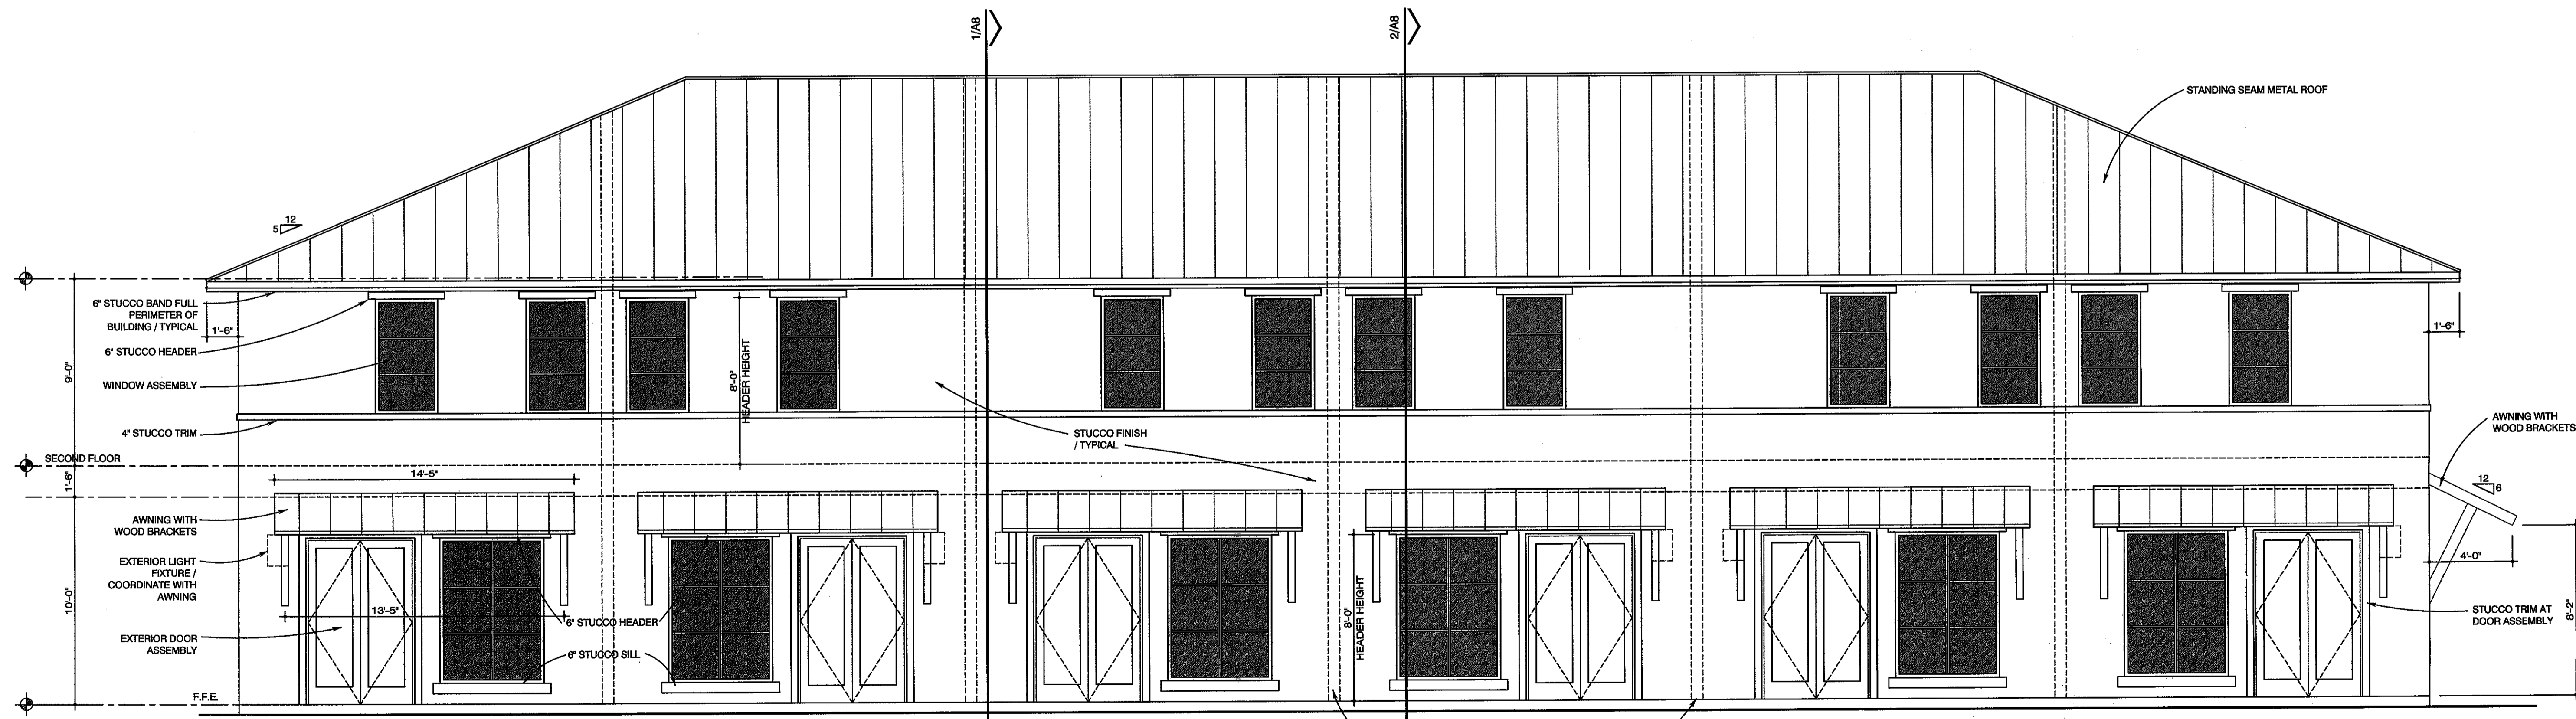 1/A8
2/A8
STANDING SEAM METAL ROOF
12
5
6" STUCCO BAND FULL
PERIMETER OF
BUILDING / TYPICAL
1'-6"
1'-6"
6" STUCCO HEADER
9'-0"
8'-0"
HEADER HEIGHT
WINDOW ASSEMBLY
4" STUCCO TRIM
STUCCO FINISH
/ TYPICAL
AWNING WITH
WOOD BRACKETS
SECOND FLOOR
14'-5"
1'-6"
12
6
AWNING WITH
WOOD BRACKETS
EXTERIOR LIGHT
FIXTURE /
COORDINATE WITH
AWNING
4'-0"
10'-0"
13'-5"
6" STUCCO HEADER
8'-0"
HEADER HEIGHT
STUCCO TRIM AT
DOOR ASSEMBLY
8'-2"
EXTERIOR DOOR
ASSEMBLY
6" STUCCO SILL
F.F.E.